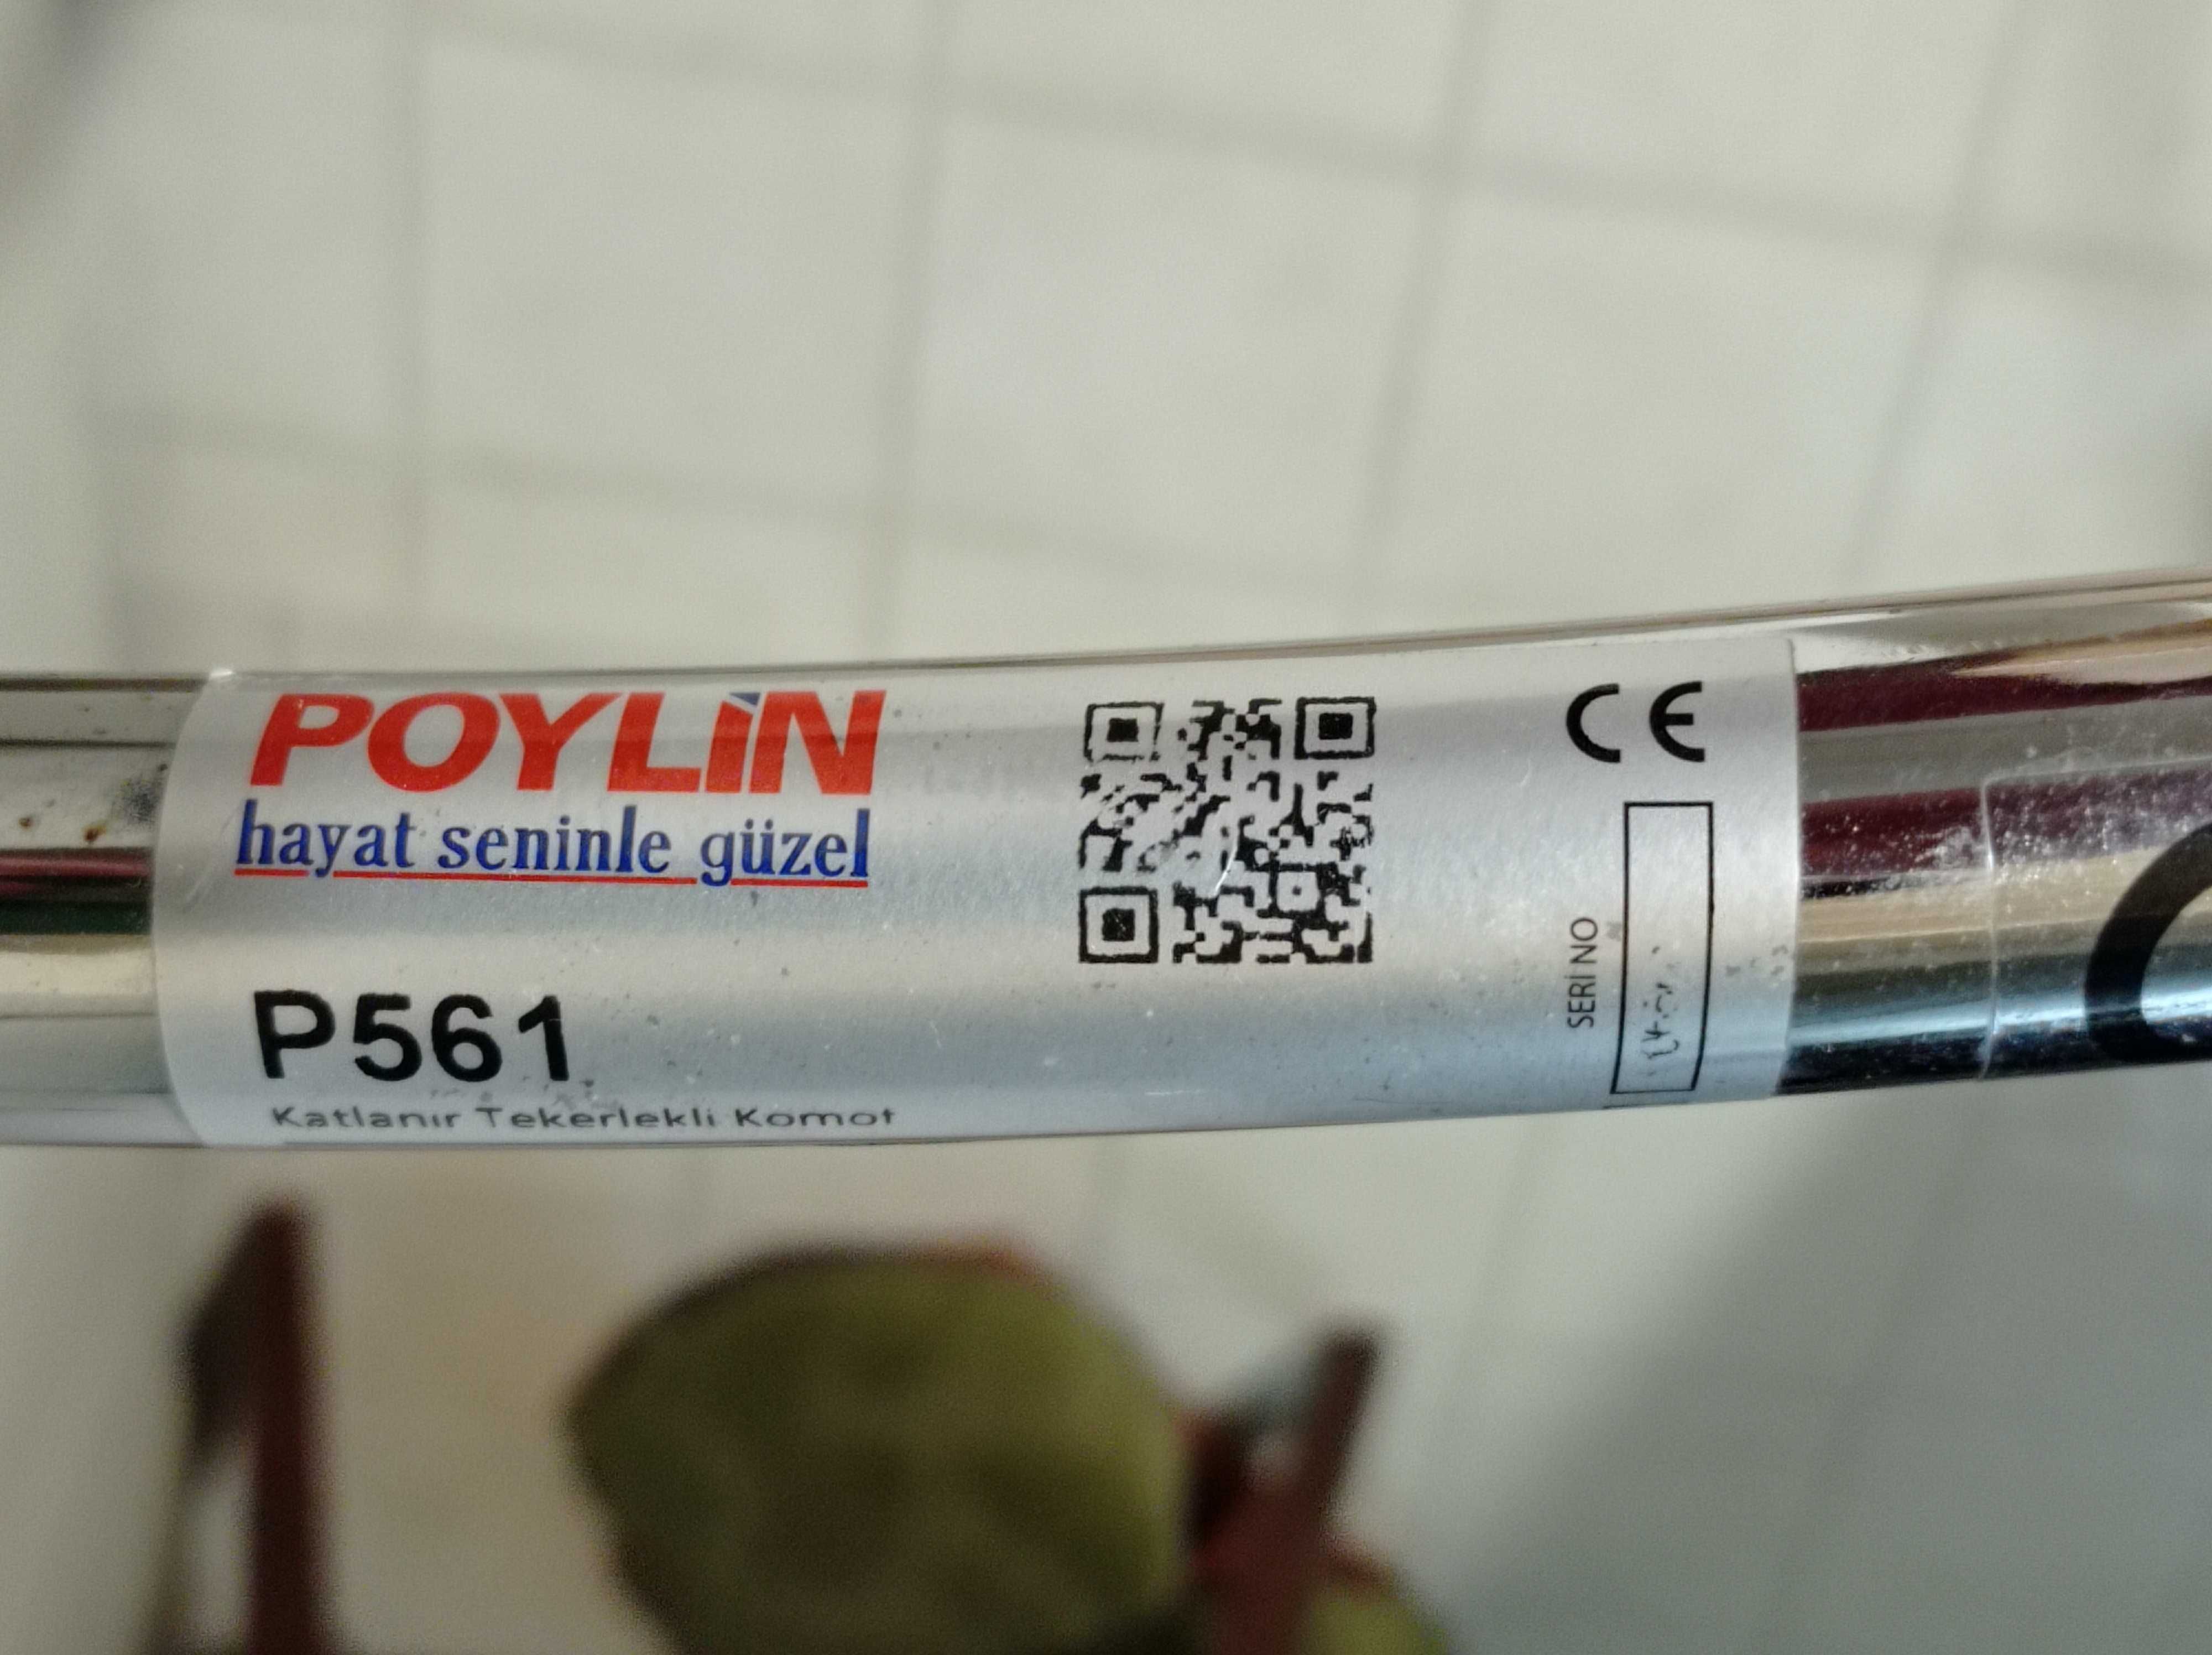 POYLİN
hayat seninle güzel
P561
Katlanır Tekerlekli Komot
CE
SERİ NO